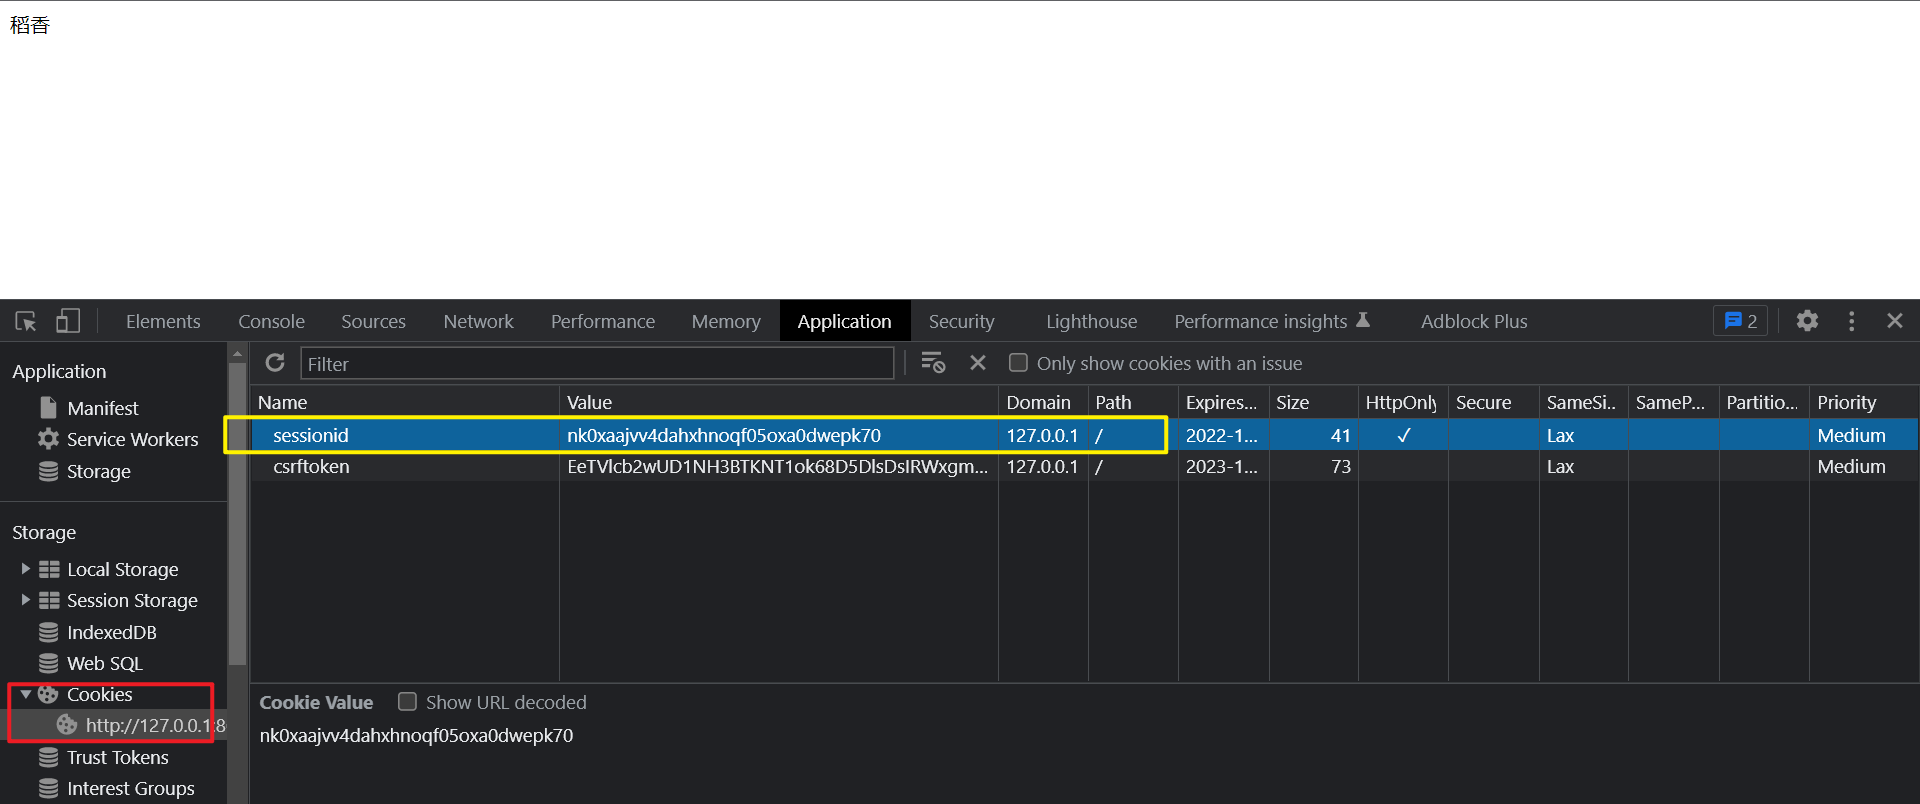 稻香
Elements Console Sources Network Performance Memory Application Security Lighthouse Performance insights Adblock Plus 2
Application
Manifest
Service Workers
Storage
Storage
Local Storage
Session Storage
IndexedDB
Web SQL
Cookies
http://127.0.0.1:8
Trust Tokens
Interest Groups
Filter Only show cookies with an issue
Name Value Domain Path Expires... Size HttpOnly Secure SameSi... SameP... Partitio... Priority
sessionid nk0xaajvv4dahxhnoqf05oxa0dwepk70 127.0.0.1 / 2022-1... 41 ✓ Lax Medium
csrftoken EeTVlcb2wUD1NH3BTKNT1ok68D5DlsDsIRWxgm... 127.0.0.1 / 2023-1... 73 Lax Medium
Cookie Value Show URL decoded
nk0xaajvv4dahxhnoqf05oxa0dwepk70